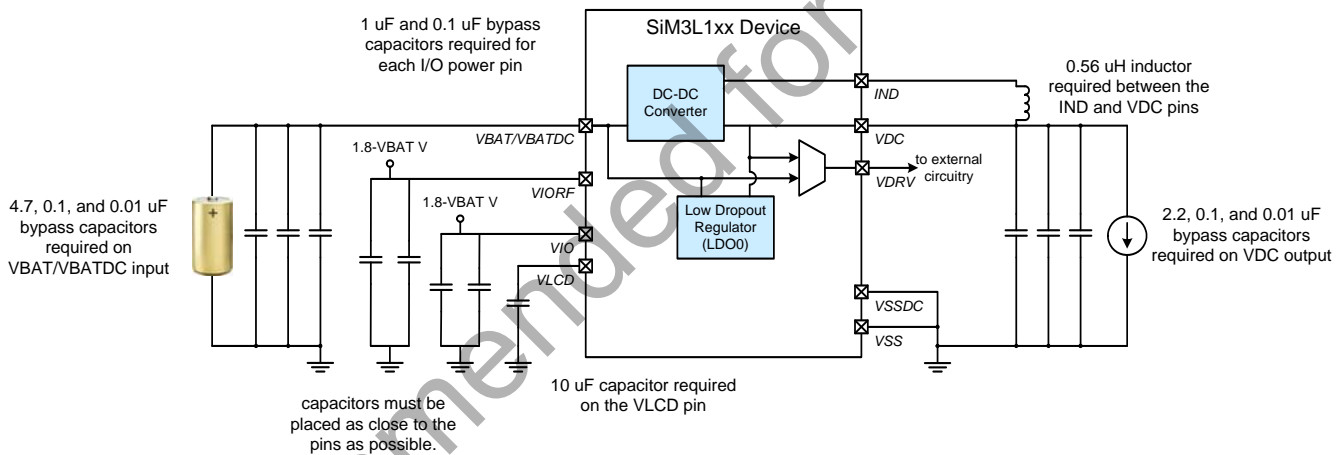 1 uF and 0.1 uF bypass
capacitors required for
each I/O power pin
SiM3L1xx Device
DC-DC
Converter
IND
0.56 uH inductor
required between the
IND and VDC pins
VBAT/VBATDC
VDC
1.8-VBAT V
VIORF
VDRV
to external
circuitry
4.7, 0.1, and 0.01 uF
bypass capacitors
required on
VBAT/VBATDC input
+
1.8-VBAT V
VIO
VLCD
Low Dropout
Regulator
(LDO0)
2.2, 0.1, and 0.01 uF
bypass capacitors
required on VDC output
VSSDC
VSS
10 uF capacitor required
on the VLCD pin
capacitors must be
placed as close to the
pins as possible.
mended for